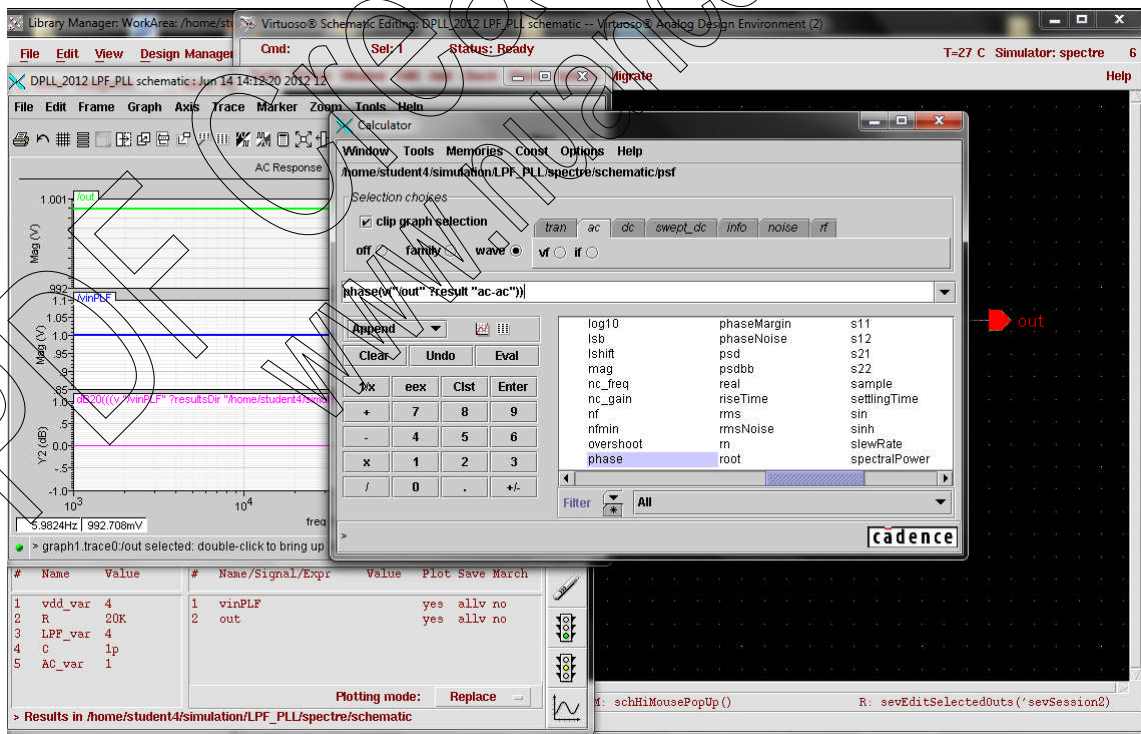 Library Manager: WorkArea: /home/stu
Virtuoso® Schematic Editing: DPLL_2012 LPF_PLL schematic -- Virtuoso® Analog Design Environment (2)
File Edit View Design Manager
Cmd: Sel: 1 Status: Ready
T=27 C Simulator: spectre 6
DPLL_2012 LPF_PLL schematic : Jun 14 14:12:20 2012 12
Migrate
Help
File Edit Frame Graph Axis Trace Marker Zoom Tools Help
AC Response
1.001
/out
Mag (V)
.992
/vinPLF
1.1
1.05
1.0
.95
.9
.85
Mag (V)
dB20(((v "/vinPLF" ?resultsDir "/home/student4/simu
1.0
.5
0.0
-.5
-1.0
Y2 (dB)
10³ 10⁴
freq
5.9824Hz 992.708mV
> graph1.trace0:/out selected: double-click to bring up
Calculator
Window Tools Memories Const Options Help
/home/student4/simulation/LPF_PLL/spectre/schematic/psf
Selection choices
clip graph selection
tran ac dc swept_dc info noise rf
off family wave
vf if
phase(v("/out" ?result "ac-ac"))
Append
Clear Undo Eval
1/x eex Clst Enter
+ 7 8 9
- 4 5 6
x 1 2 3
/ 0 . +/-
log10 phaseMargin s11
lsb phaseNoise s12
lshift psd s21
mag psdbb s22
nc_freq real sample
nc_gain riseTime settlingTime
nf rms sin
nfmin rmsNoise sinh
overshoot rn slewRate
phase root spectralPower
Filter All
>
cadence
out
# Name Value
1 vdd_var 4
2 R 20K
3 LPF_var 4
4 C 1p
5 AC_var 1
# Name/Signal/Expr Value Plot Save March
1 vinPLF yes allv no
2 out yes allv no
Plotting mode: Replace
> Results in /home/student4/simulation/LPF_PLL/spectre/schematic
M: schHiMousePopUp()
R: sevEditSelectedOuts('sevSession2)